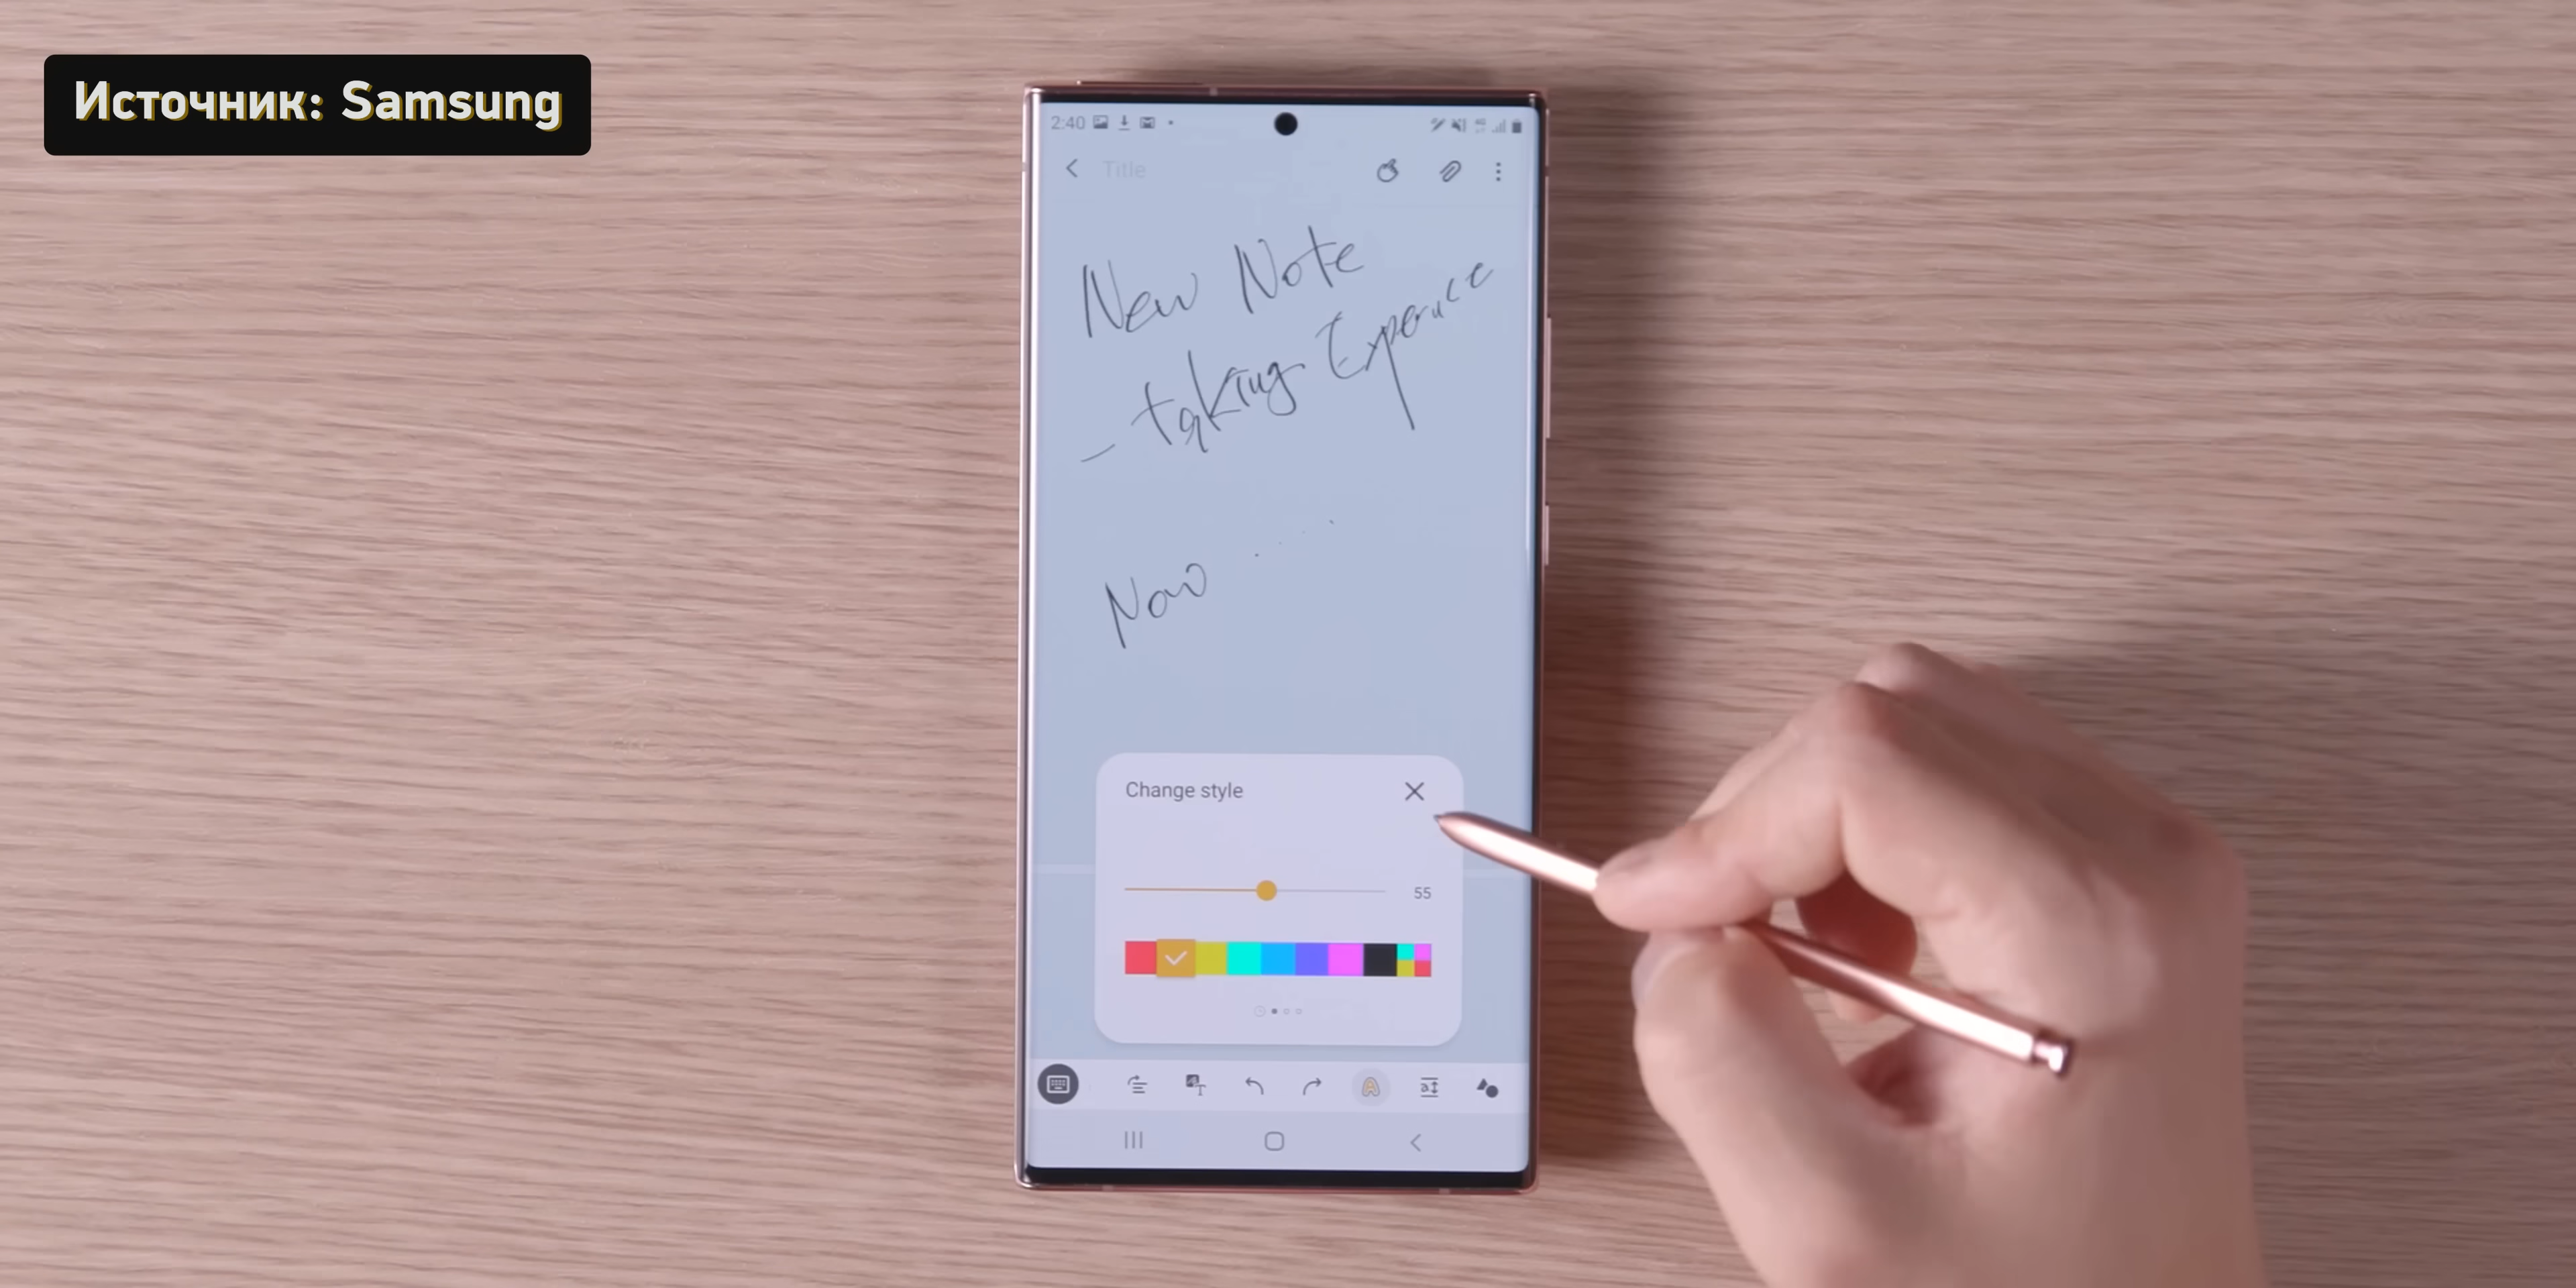 Источник: Samsung
2:40
Title
New Note
- taking Experience
Now .....
Change style
55